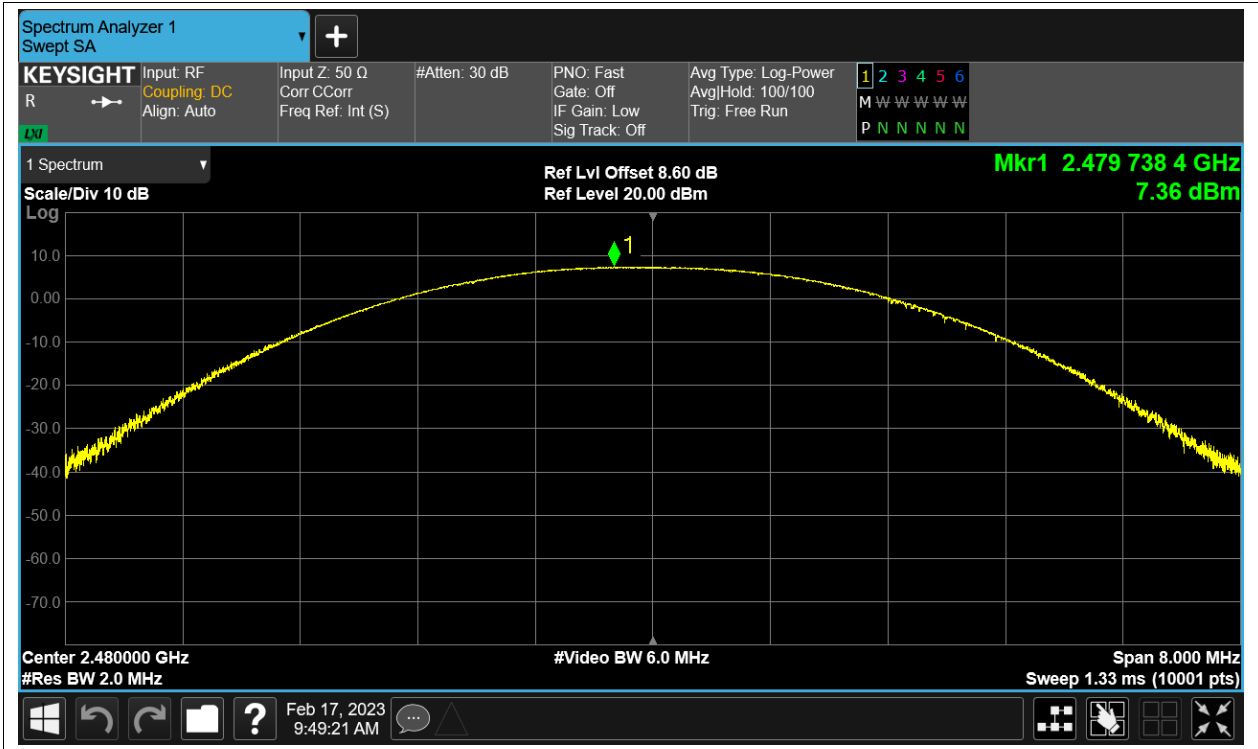 Spectrum Analyzer 1
Swept SA
+
KEYSIGHT
R
LXI
Input: RF
Coupling: DC
Align: Auto
Input Z: 50 Ω
Corr CCorr
Freq Ref: Int (S)
#Atten: 30 dB
PNO: Fast
Gate: Off
IF Gain: Low
Sig Track: Off
Avg Type: Log-Power
Avg|Hold: 100/100
Trig: Free Run
1 2 3 4 5 6
M W W W W W W
P N N N N N N
1 Spectrum
Scale/Div 10 dB
Log
Ref Lvl Offset 8.60 dB
Ref Level 20.00 dBm
Mkr1 2.479 738 4 GHz
7.36 dBm
1
10.0
0.00
-10.0
-20.0
-30.0
-40.0
-50.0
-60.0
-70.0
Center 2.480000 GHz
#Res BW 2.0 MHz
#Video BW 6.0 MHz
Span 8.000 MHz
Sweep 1.33 ms (10001 pts)
?
Feb 17, 2023
9:49:21 AM